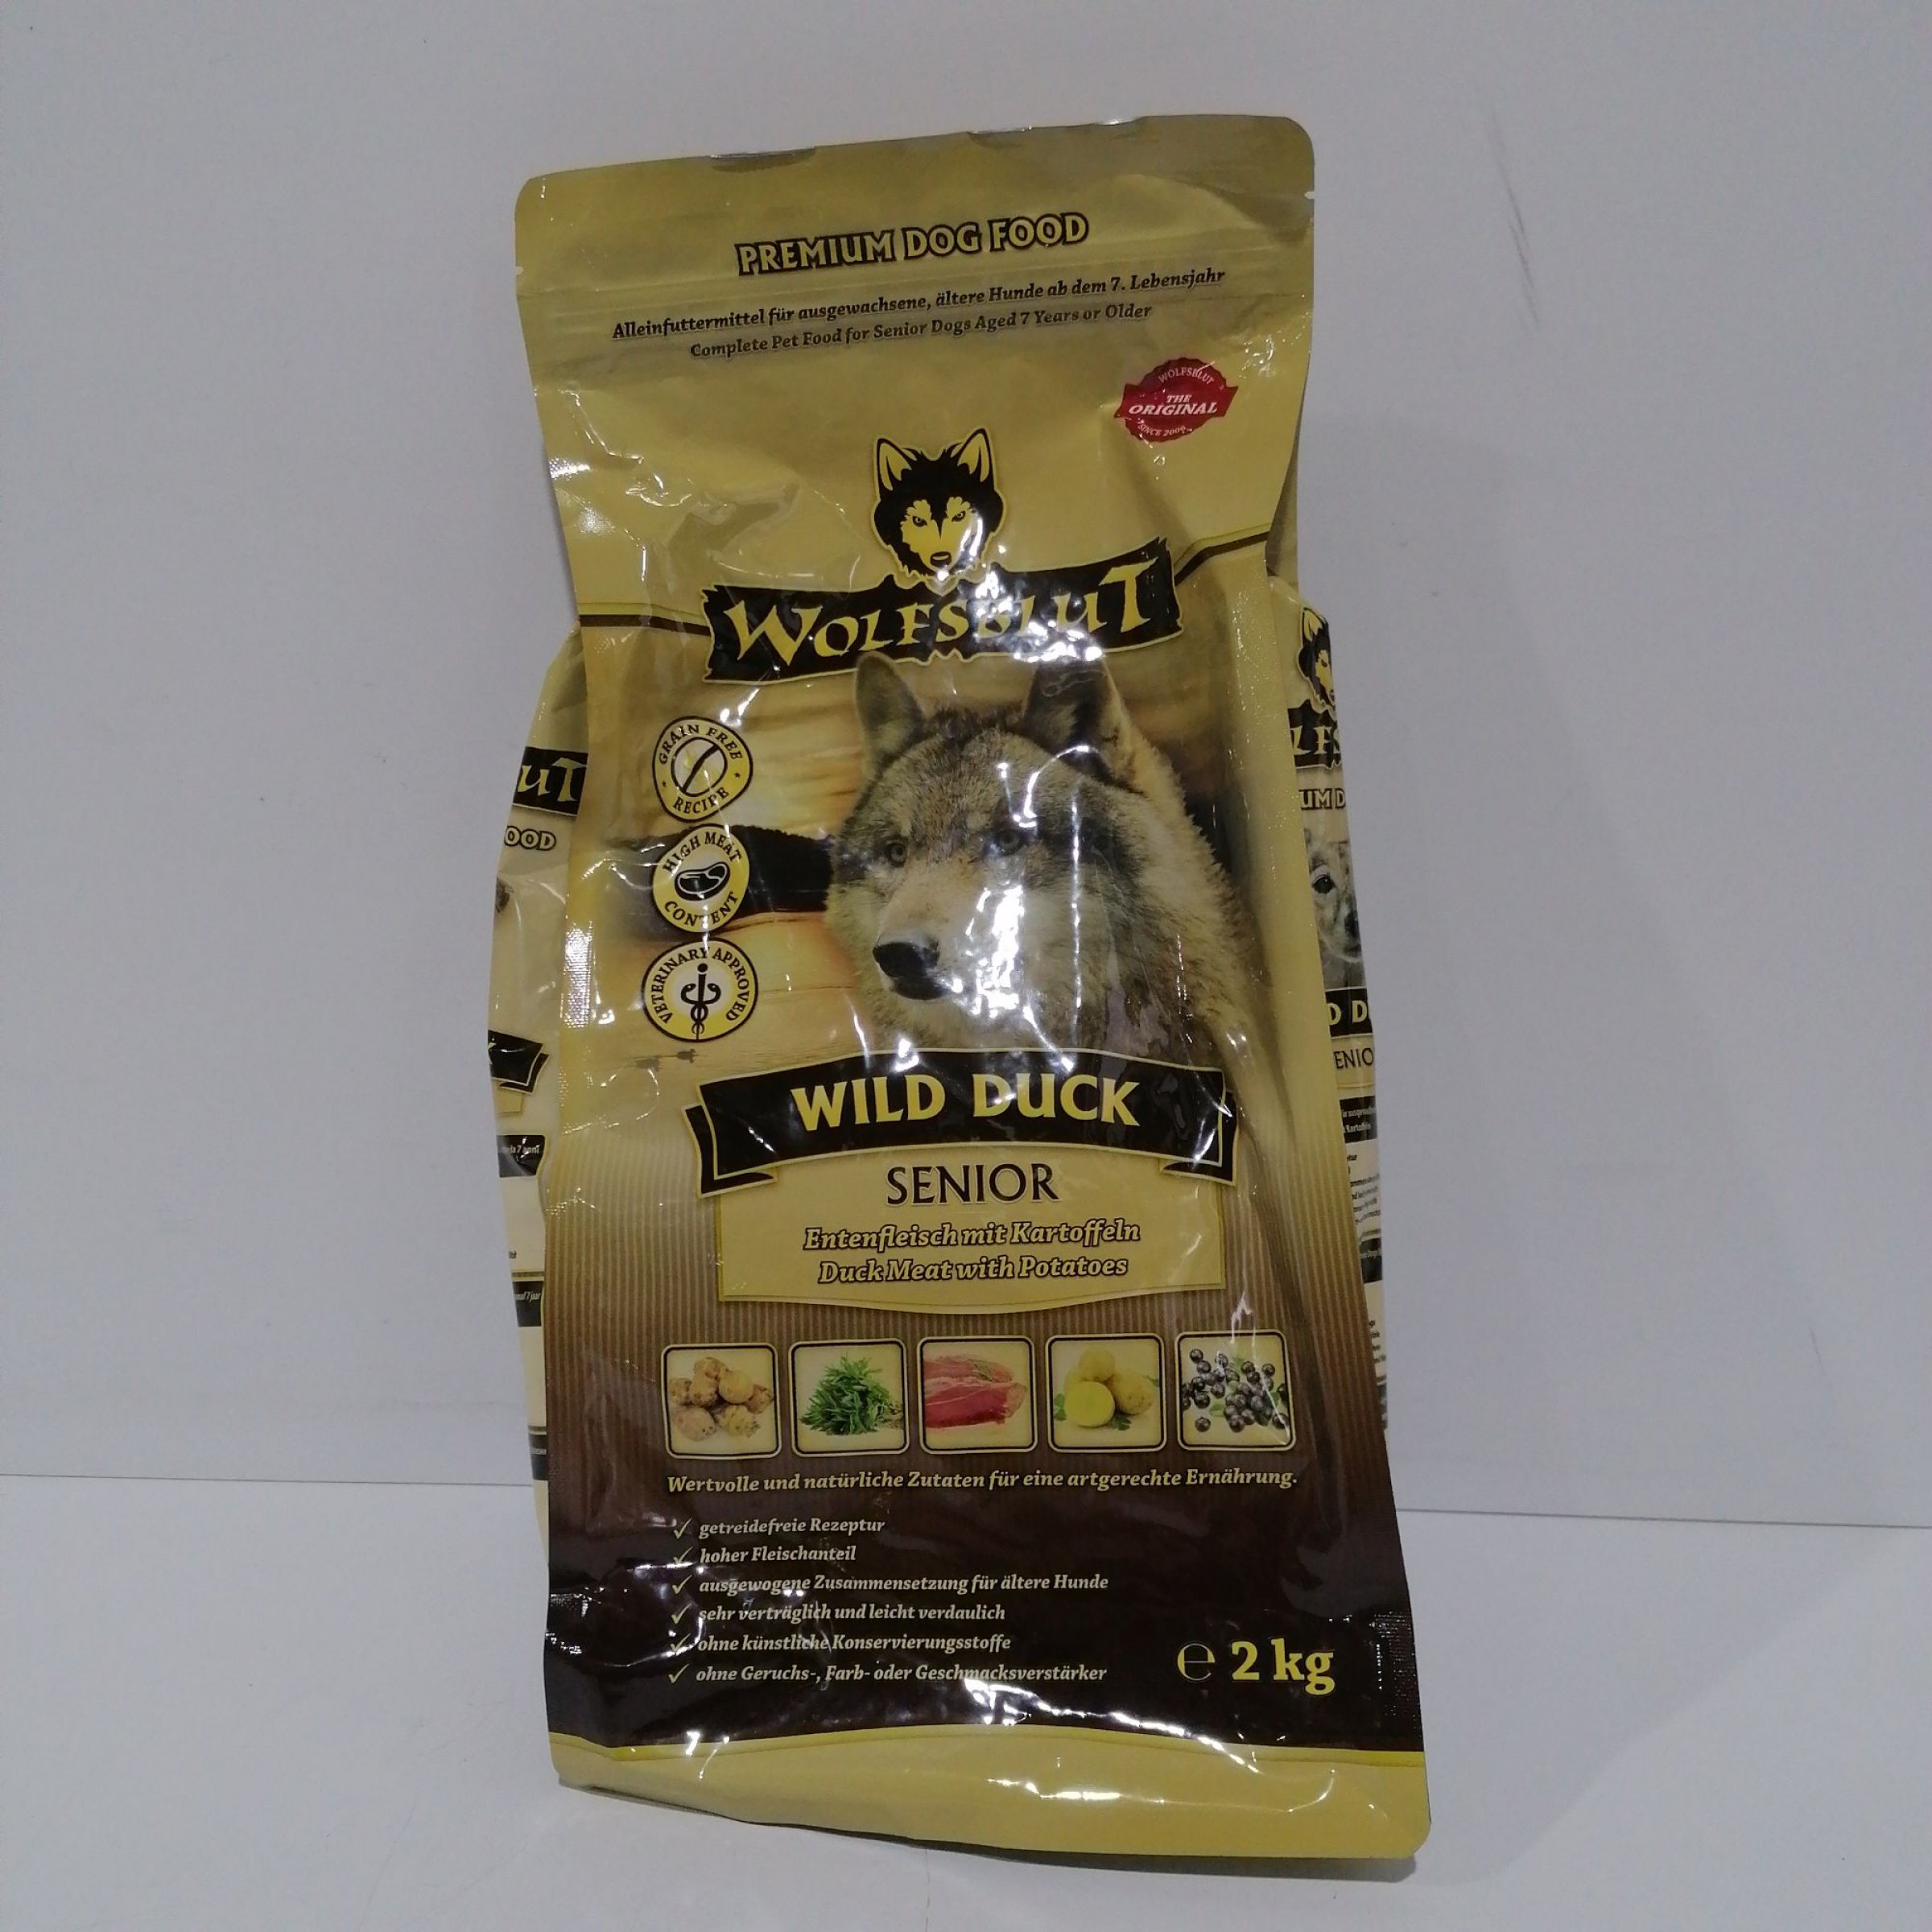 PREMIUM DOG FOOD
Alleinfuttermittel für ausgewachsene, ältere Hunde ab dem 7. Lebensjahr
Complete Pet Food for Senior Dogs Aged 7 Years or Older
WOLFSBLUT
THE
ORIGINAL
WOLFSBLUT
GRAIN FREE
RECIPE
HIGH MEAT
CONTENT
VETERINARY APPROVED
WILD DUCK
SENIOR
Entenfleisch mit Kartoffeln
Duck Meat with Potatoes
Wertvolle und natürliche Zutaten für eine artgerechte Ernährung.
✓ getreidefreie Rezeptur
✓ hoher Fleischanteil
✓ ausgewogene Zusammensetzung für ältere Hunde
✓ sehr verträglich und leicht verdaulich
✓ ohne künstliche Konservierungsstoffe
✓ ohne Geruchs-, Farb- oder Geschmacksverstärker
℮ 2 kg